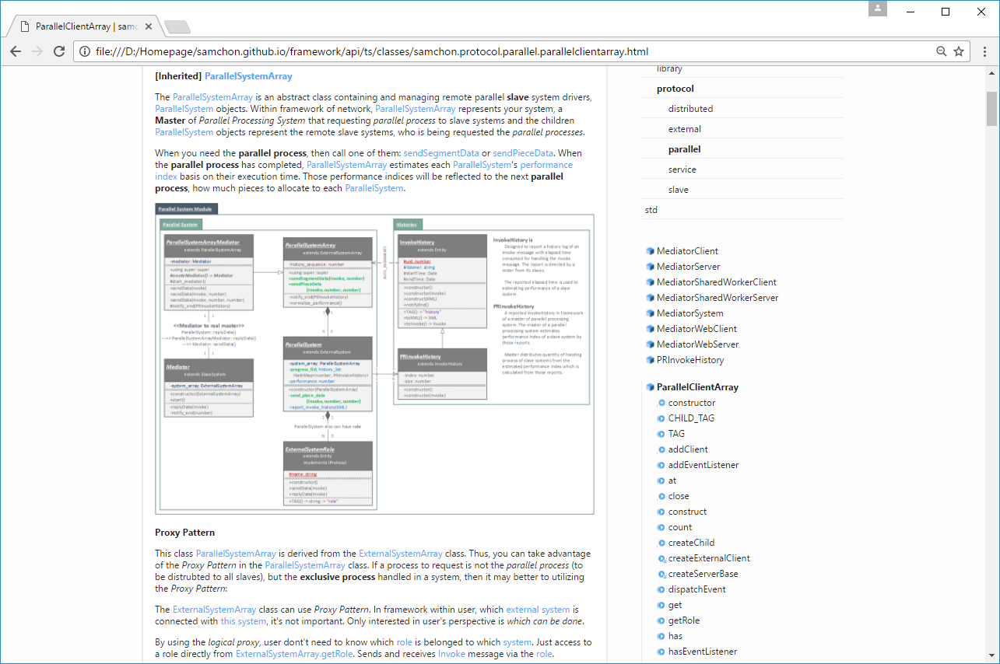 ParallelClientArray | samc
file:///D:/Homepage/samchon.github.io/framework/api/ts/classes/samchon.protocol.parallel.parallelclientarray.html
[Inherited] ParallelSystemArray
The ParallelSystemArray is an abstract class containing and managing remote parallel slave system drivers,
ParallelSystem objects. Within framework of network, ParallelSystemArray represents your system, a
Master of Parallel Processing System that requesting parallel process to slave systems and the children
ParallelSystem objects represent the remote slave systems, who is being requested the parallel processes.
When you need the parallel process, then call one of them: sendSegmentData or sendPieceData. When
the parallel process has completed, ParallelSystemArray estimates each ParallelSystem's performance
index basis on their execution time. Those performance indices will be reflected to the next parallel
process, how much pieces to allocate to each ParallelSystem.
Parallel System Module
Parallel System
ParallelSystemArrayMediator
extends ParallelSystemArray
-mediator: Mediator
+using super::super
#createMediator() -> Mediator
#start_mediator()
+sendData(Invoke)
+sendData(Invoke, number)
+sendData(Invoke, number, number)
#notify_end(PRInvokeHistory)
1 1
<<Mediator to real master>>
ParallelSystem::replyData()
-->> ParallelSystemArrayMediator::replyData()
-->> Mediator::sendData()
1 1
Mediator
extends SlaveSystem
-system_array: ExternalSystemArray
+constructor(ExternalSystemArray)
+start()
+replyData(Invoke)
-notify_end(number)
ParallelSystemArray
extends ExternalSystemArray
-history_sequence: number
+using super::super
+sendSegmentData(Invoke, number)
+sendPieceData
(Invoke, number, number)
-notify_end(PRInvokeHistory)
-normalize_performance()
1 1
N 0
ParallelSystem
extends ExternalSystem
-system_array: ParallelSystemArray
-progress_list, history_list:
HashMap<number, PRInvokeHistory>
-performance: number
+constructor(ParallelSystemArray)
-send_piece_data
(Invoke, number, number)
-report_invoke_history(XML)
1 1
ParallelSystem also can have role
N 0
ExternalSystemRole
extends Entity
implements IProtocol
#name: string
+constructor()
+sendData(Invoke)
+replyData(Invoke)
+TAG() -> string := "role"
Histories
InvokeHistory
extends Entity
#uid: number
#listener: string
#startTime: Date
#endTime: Date
+constructor()
+constructor(Invoke)
+construct(XML)
+notifyEnd()
+TAG() := "history"
+toXML() -> XML
+toInvoke() -> Invoke
PRInvokeHistory
extends InvokeHistory
-index: number
-size: number
+constructor()
+constructor(Invoke)
InvokeHistory is
Designed to report a history log of an
Invoke message with elapsed time
consumed for handling the Invoke
message. The report is directed by a
mater from its slaves.
The reported elapsed time is used to
estimating performance of a slave
system.
PRInvokeHistory
A reported InvokeHistory in framework
of a master of parallel processing
system. The master of a parallel
processing system estimates
performance index of a slave system by
those reports.
Master distributes quantity of handing
process of slave systems from the
estimated performance index which is
calculated from those reports.
Proxy Pattern
This class ParallelSystemArray is derived from the ExternalSystemArray class. Thus, you can take advantage
of the Proxy Pattern in the ParallelSystemArray class. If a process to request is not the parallel process (to
be distrubted to all slaves), but the exclusive process handled in a system, then it may better to utilizing
the Proxy Pattern:
The ExternalSystemArray class can use Proxy Pattern. In framework within user, which external system is
connected with this system, it's not important. Only interested in user's perspective is which can be done.
By using the logical proxy, user dont't need to know which role is belonged to which system. Just access to
a role directly from ExternalSystemArray.getRole. Sends and receives Invoke message via the role.
library
protocol
distributed
external
parallel
service
slave
std
MediatorClient
MediatorServer
MediatorSharedWorkerClient
MediatorSharedWorkerServer
MediatorSystem
MediatorWebClient
MediatorWebServer
PRInvokeHistory
ParallelClientArray
constructor
CHILD_TAG
TAG
addClient
addEventListener
at
close
construct
count
createChild
createExternalClient
createServerBase
dispatchEvent
get
getRole
has
hasEventListener